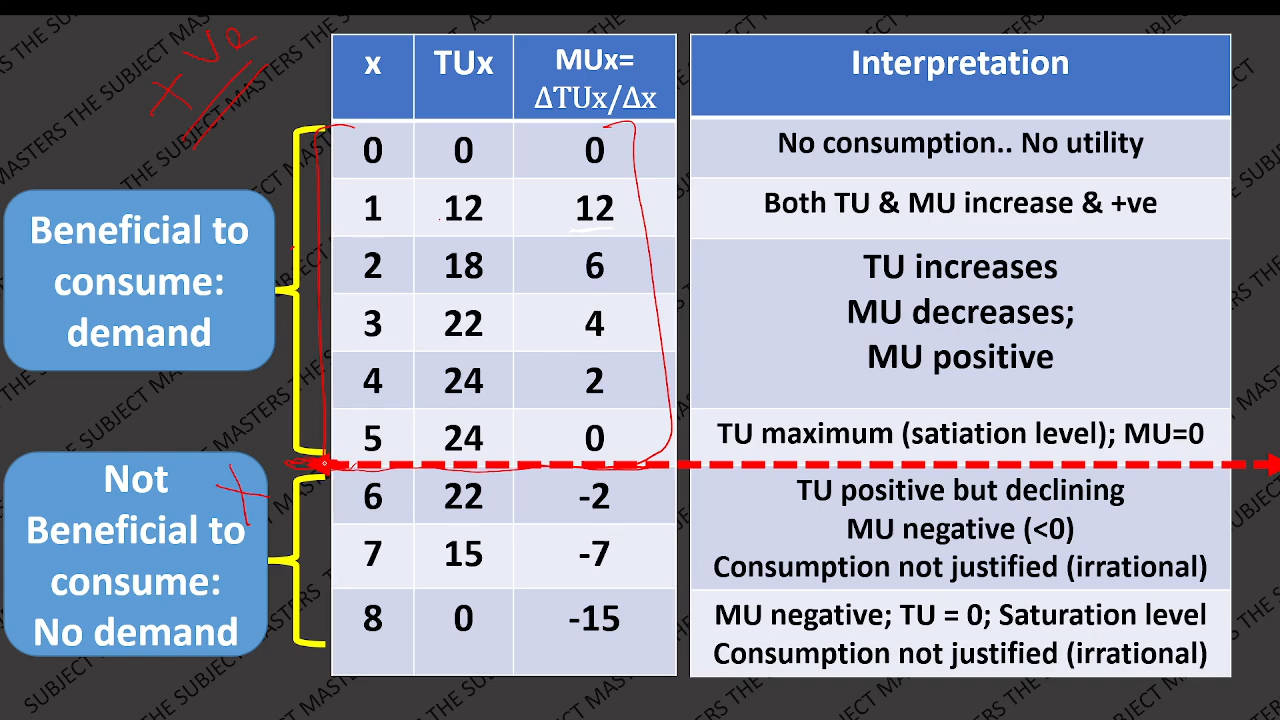 +ve
x TUx MUx=
ΔTUx/Δx
Interpretation
0 0 0 No consumption.. No utility
1 12 12 Both TU & MU increase & +ve
2 18 6 TU increases
3 22 4 MU decreases;
4 24 2 MU positive
5 24 0 TU maximum (satiation level); MU=0
6 22 -2 TU positive but declining
MU negative (<0)
7 15 -7 Consumption not justified (irrational)
8 0 -15 MU negative; TU = 0; Saturation level
Consumption not justified (irrational)
Beneficial to
consume:
demand
Not
Beneficial to
consume:
No demand
THE SUBJECT MASTERS THE SUBJECT MASTERS